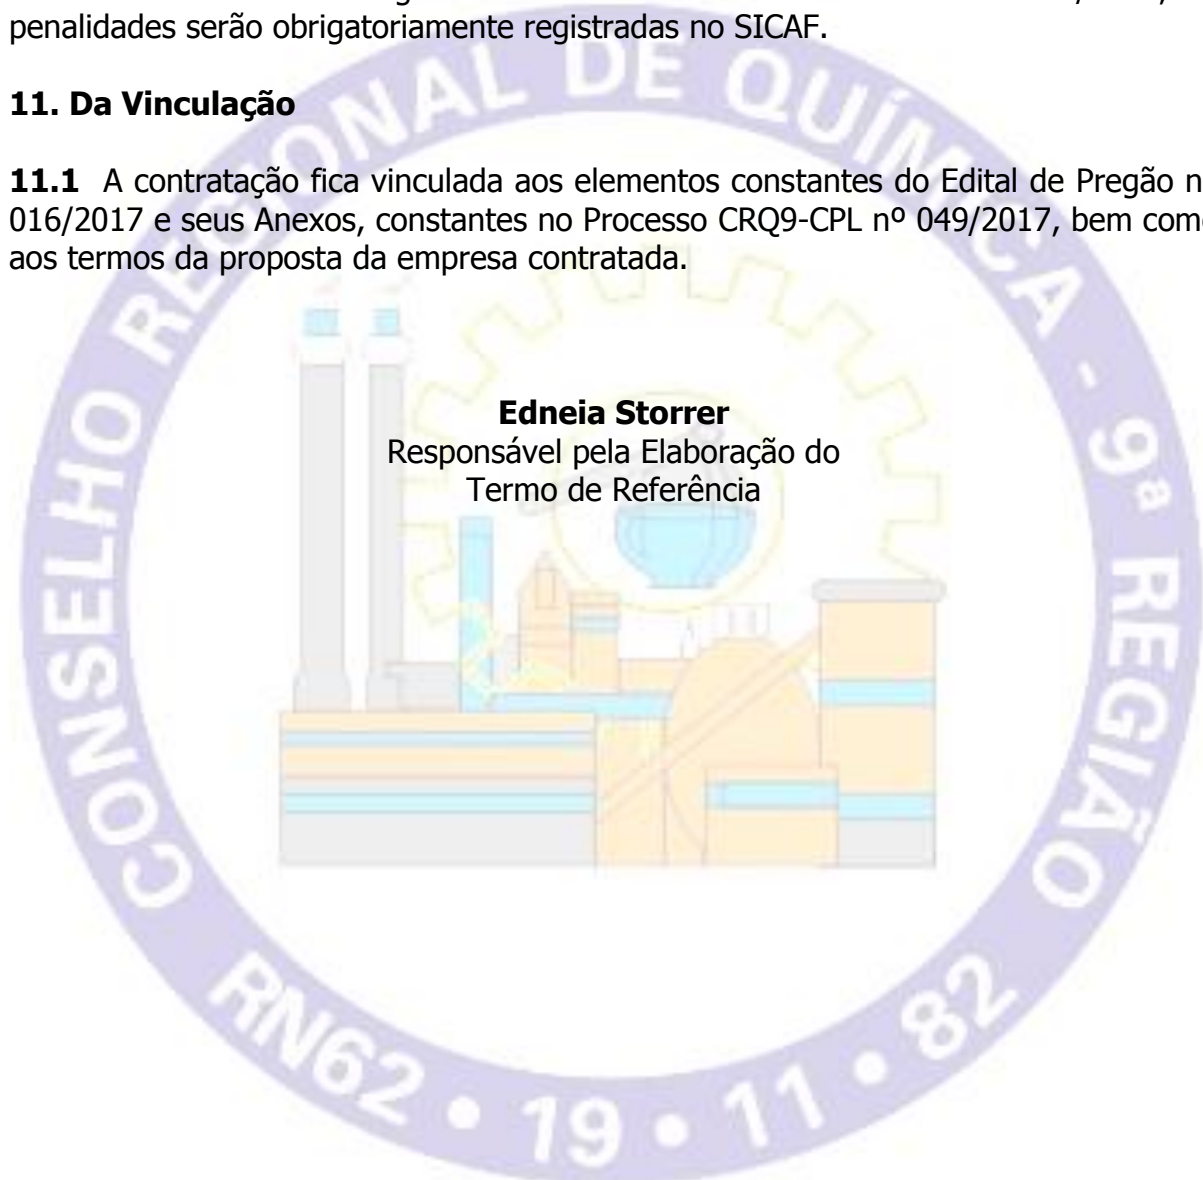 penalidades serão obrigatoriamente registradas no SICAF.
11. Da Vinculação
11.1 A contratação fica vinculada aos elementos constantes do Edital de Pregão n
016/2017 e seus Anexos, constantes no Processo CRQ9-CPL nº 049/2017, bem como
aos termos da proposta da empresa contratada.
Edneia Storrer
Responsável pela Elaboração do
Termo de Referência
CONSELHO REGIONAL DE QUÍMICA - 9ª REGIÃO
RN62 • 19 • 11 • 82